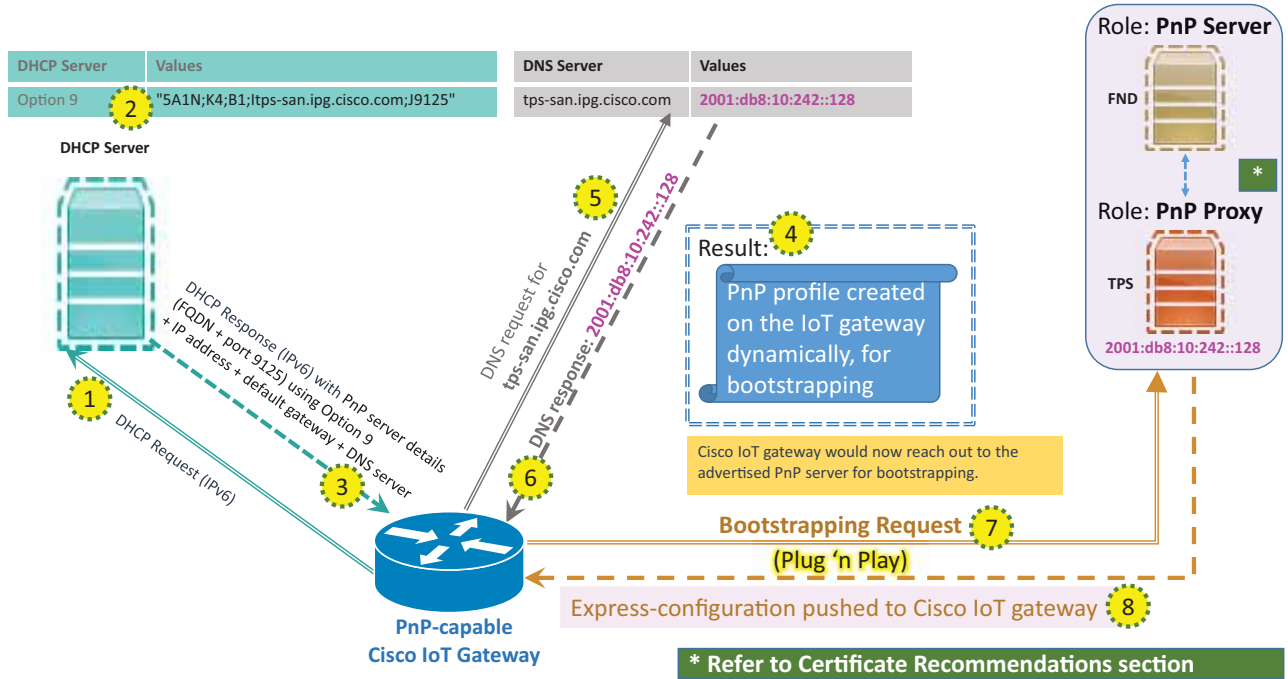 Role: PnP Server
FND
*
Role: PnP Proxy
TPS
2001:db8:10:242::128
DHCP Server Values
Option 9 "5A1N;K4;B1;Itps-san.ipg.cisco.com;J9125"
2
DNS Server Values
tps-san.ipg.cisco.com 2001:db8:10:242::128
DHCP Server
1
DHCP Request (IPv6)
DHCP Response (IPv6) with PnP server details
(FQDN + port 9125) using Option 9
+ IP address + default gateway + DNS server
3
5
DNS request for
tps-san.ipg.cisco.com
DNS response: 2001:db8:10:242::128
6
Result:
4
PnP profile created
on the IoT gateway
dynamically, for
bootstrapping
Cisco IoT gateway would now reach out to the
advertised PnP server for bootstrapping.
Bootstrapping Request 7
(Plug ‘n Play)
Express-configuration pushed to Cisco IoT gateway 8
PnP-capable
Cisco IoT Gateway
* Refer to Certificate Recommendations section